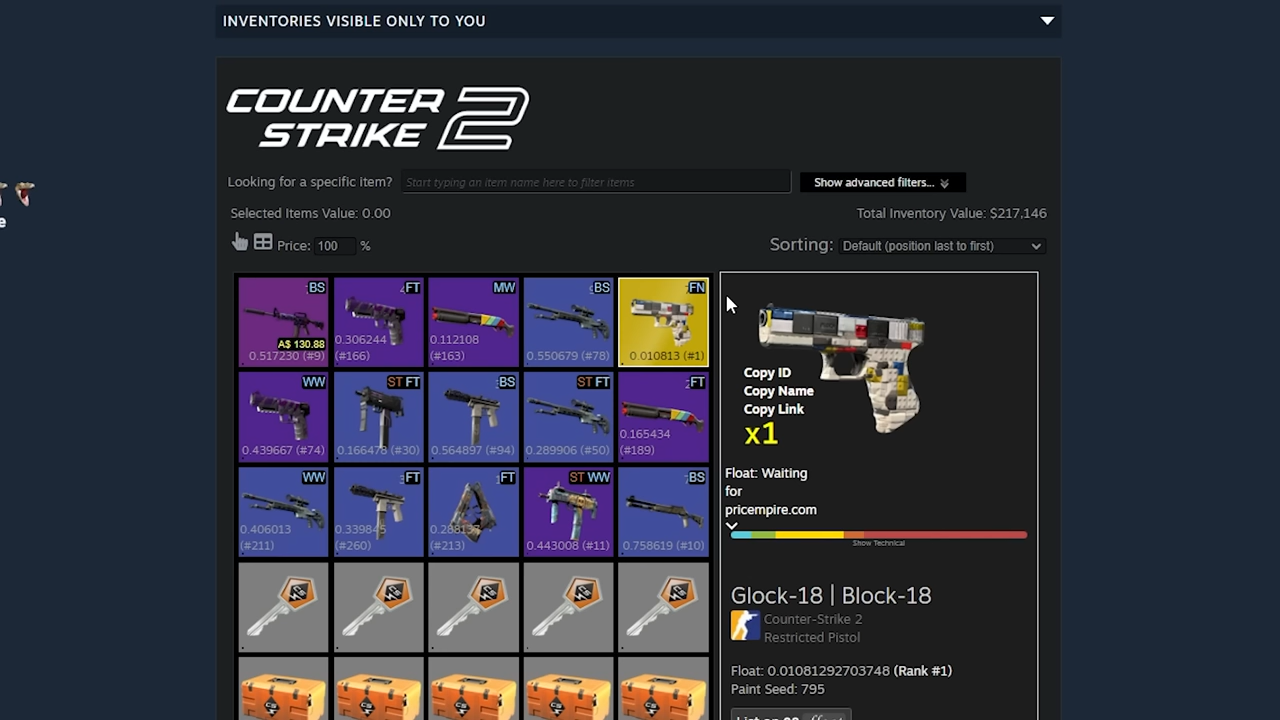 INVENTORIES VISIBLE ONLY TO YOU
COUNTER
STRIKE 2
Looking for a specific item?
Start typing an item name here to filter items
Show advanced filters...
Selected Items Value: 0.00
Total Inventory Value: $217,146
Price: 100 %
Sorting: Default (position last to first)
e
BS
A$ 130.88
0.517230 (#9)
FT
0.306244
(#166)
MW
0.112108
(#163)
BS
0.550679 (#78)
FN
0.010813 (#1)
WW
0.439667 (#74)
ST FT
0.166478 (#30)
BS
0.564897 (#94)
ST FT
0.289906 (#50)
FT
0.165434
(#189)
WW
0.406013
(#211)
FT
0.339845
(#260)
FT
(#213)
ST WW
0.443008 (#11)
BS
0.758619 (#10)
Copy ID
Copy Name
Copy Link
x1
Float: Waiting
for
pricempire.com
Show Technical
Glock-18 | Block-18
Counter-Strike 2
Restricted Pistol
Float: 0.01081292703748 (Rank #1)
Paint Seed: 795